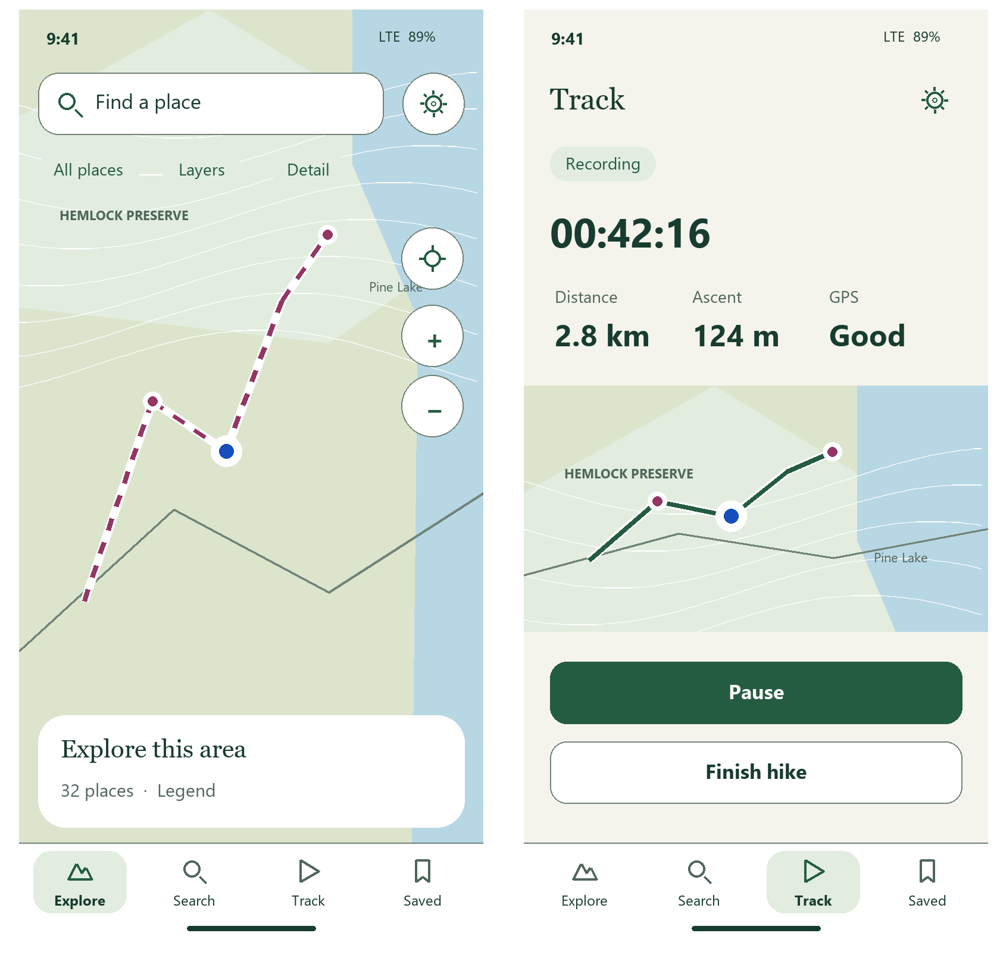 9:41
LTE 89%
Find a place
All places Layers Detail
HEMLOCK PRESERVE
Pine Lake
+
−
Explore this area
32 places · Legend
Explore Search Track Saved
9:41
LTE 89%
Track
Recording
00:42:16
Distance Ascent GPS
2.8 km 124 m Good
HEMLOCK PRESERVE
Pine Lake
Pause
Finish hike
Explore Search Track Saved